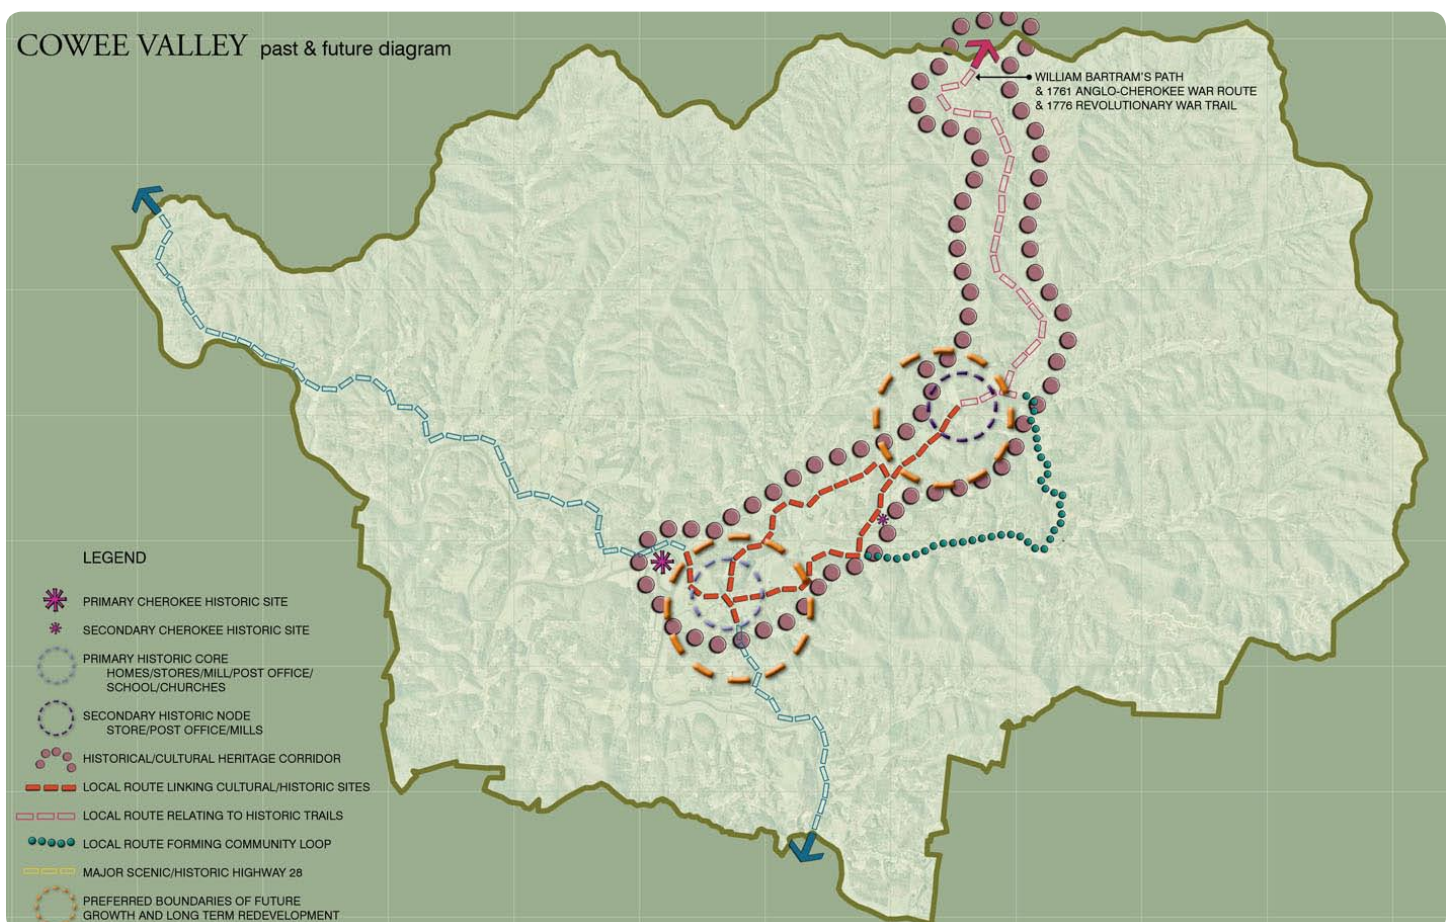 COWEE VALLEY past & future diagram
WILLIAM BARTRAM'S PATH
& 1761 ANGLO-CHEROKEE WAR ROUTE
& 1776 REVOLUTIONARY WAR TRAIL
LEGEND
PRIMARY CHEROKEE HISTORIC SITE
SECONDARY CHEROKEE HISTORIC SITE
PRIMARY HISTORIC CORE
HOMES/STORES/MILL/POST OFFICE/
SCHOOL/CHURCHES
SECONDARY HISTORIC NODE
STORE/POST OFFICE/MILLS
HISTORICAL/CULTURAL HERITAGE CORRIDOR
LOCAL ROUTE LINKING CULTURAL/HISTORIC SITES
LOCAL ROUTE RELATING TO HISTORIC TRAILS
LOCAL ROUTE FORMING COMMUNITY LOOP
MAJOR SCENIC/HISTORIC HIGHWAY 28
PREFERRED BOUNDARIES OF FUTURE
GROWTH AND LONG TERM REDEVELOPMENT